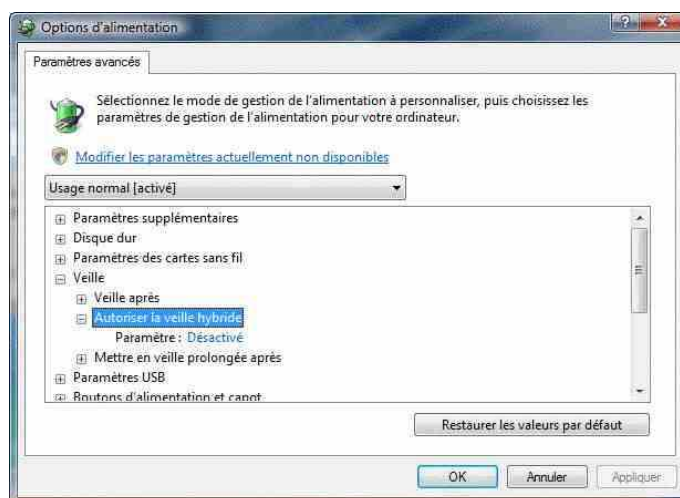 Options d'alimentation
Paramètres avancés
Sélectionnez le mode de gestion de l'alimentation à personnaliser, puis choisissez les
paramètres de gestion de l'alimentation pour votre ordinateur.
Modifier les paramètres actuellement non disponibles
Usage normal [activé]
Paramètres supplémentaires
Disque dur
Paramètres des cartes sans fil
Veille
Veille après
Autoriser la veille hybride
Paramètre : Désactivé
Mettre en veille prolongée après
Paramètres USB
Boutons d'alimentation et capot
Restaurer les valeurs par défaut
OK Annuler Appliquer